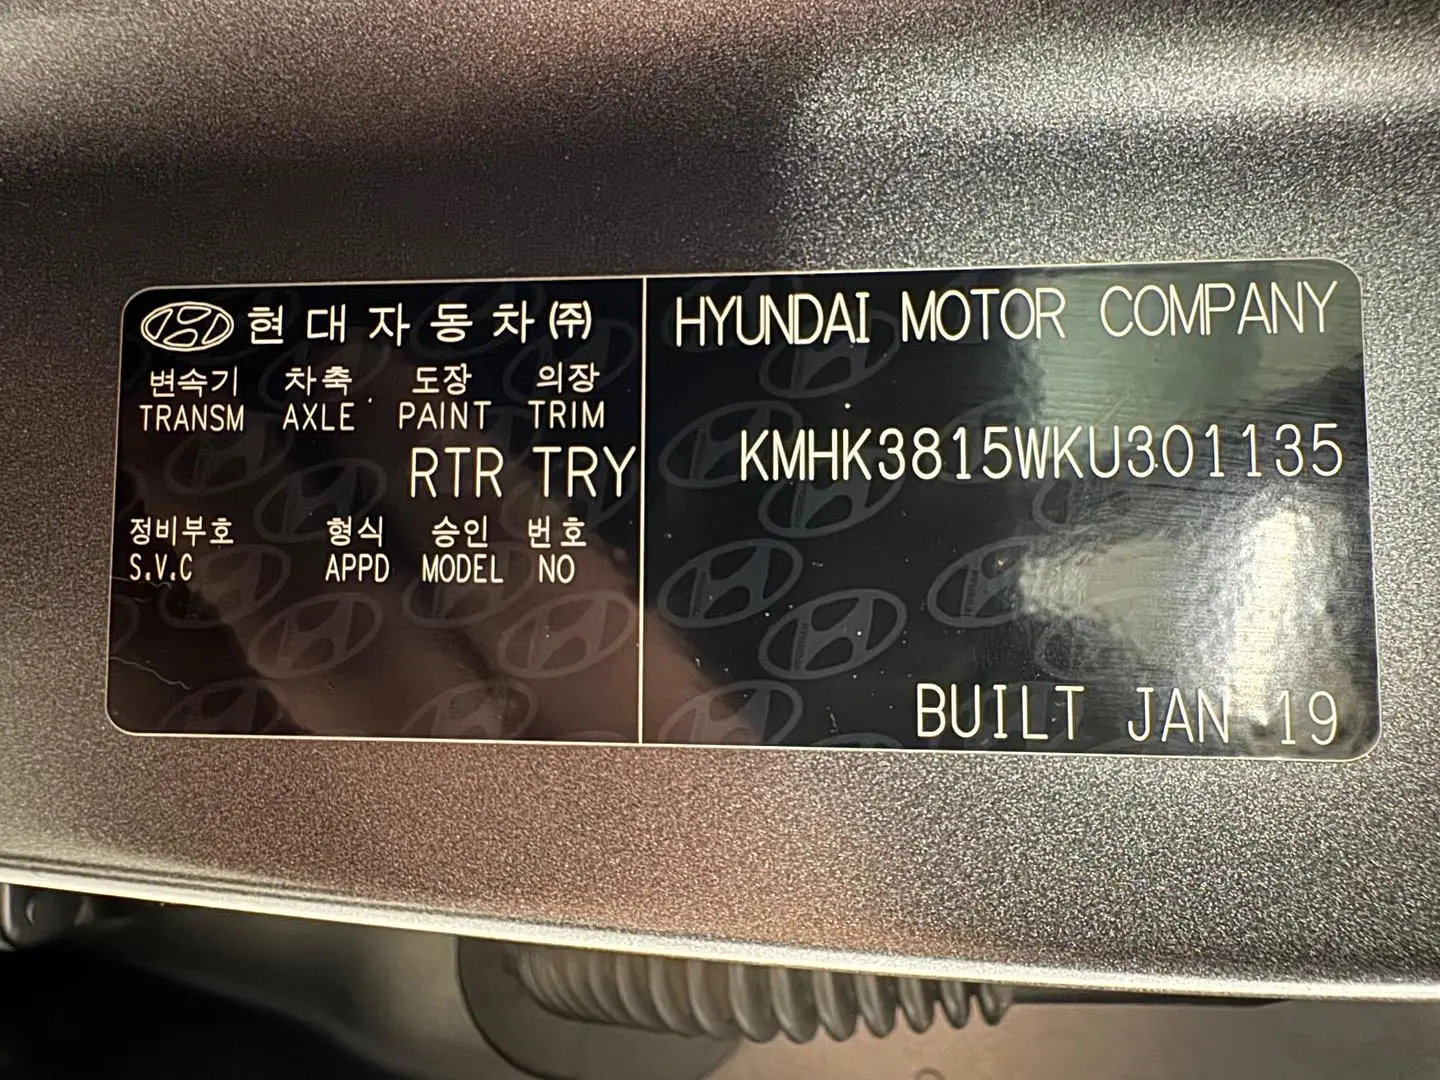 현대자동차(주)
변속기 차축 도장 의장
TRANSM AXLE PAINT TRIM
RTR TRY
정비부호 형식 승인 번호
S.V.C APPD MODEL NO
HYUNDAI MOTOR COMPANY
KMHK3815WKU301135
BUILT JAN 19